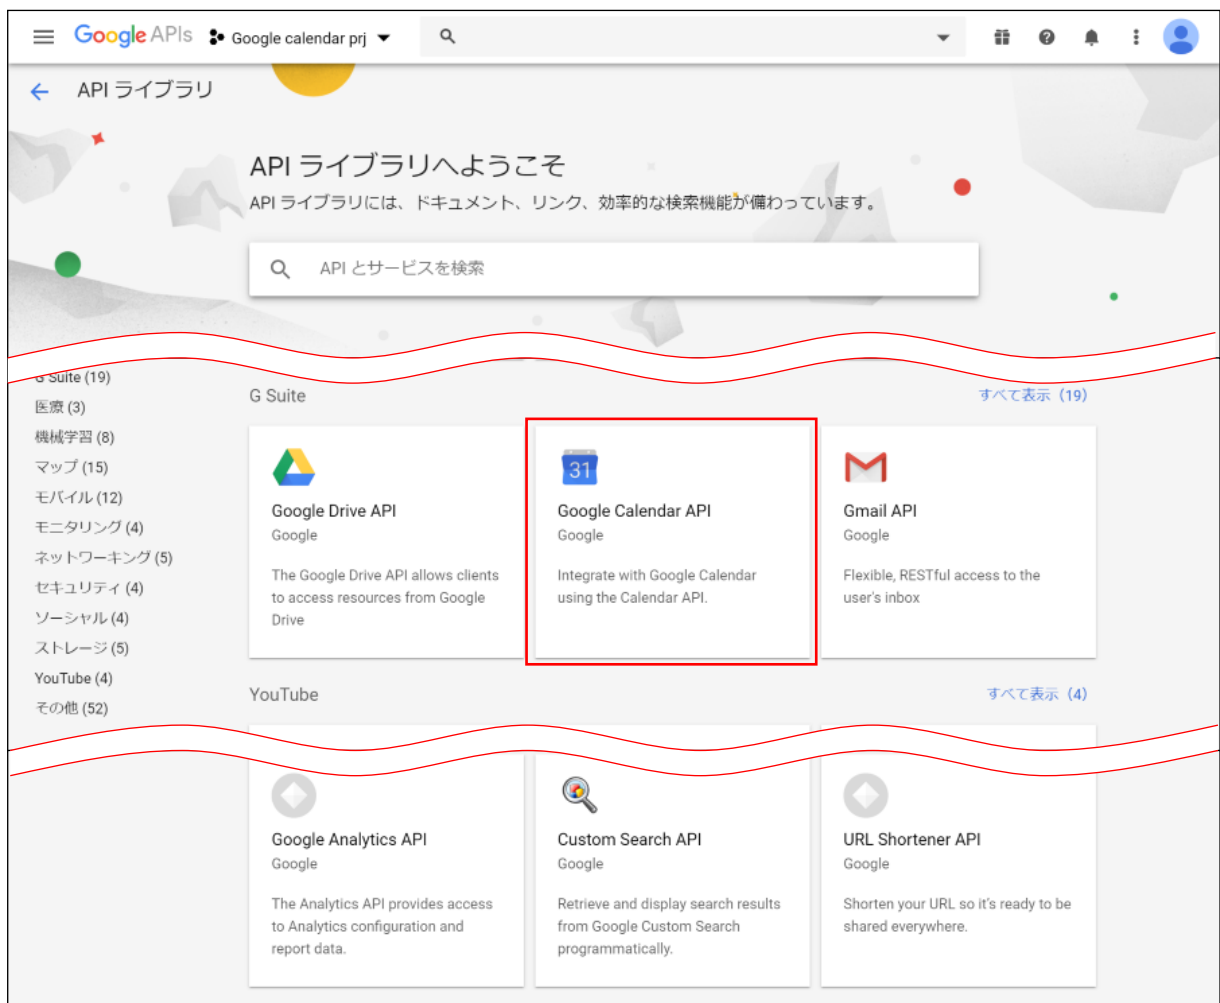 Google APIs
Google calendar prj
API ライブラリ
API ライブラリへようこそ
API ライブラリには、ドキュメント、リンク、効率的な検索機能が備わっています。
API とサービスを検索
G Suite (19)
医療 (3)
機械学習 (8)
マップ (15)
モバイル (12)
モニタリング (4)
ネットワーキング (5)
セキュリティ (4)
ソーシャル (4)
ストレージ (5)
YouTube (4)
その他 (52)
G Suite
すべて表示（19）
Google Drive API
Google
The Google Drive API allows clients
to access resources from Google
Drive
31
Google Calendar API
Google
Integrate with Google Calendar
using the Calendar API.
Gmail API
Google
Flexible, RESTful access to the
user's inbox
YouTube
すべて表示（4）
Google Analytics API
Google
The Analytics API provides access
to Analytics configuration and
report data.
Custom Search API
Google
Retrieve and display search results
from Google Custom Search
programmatically.
URL Shortener API
Google
Shorten your URL so it's ready to be
shared everywhere.